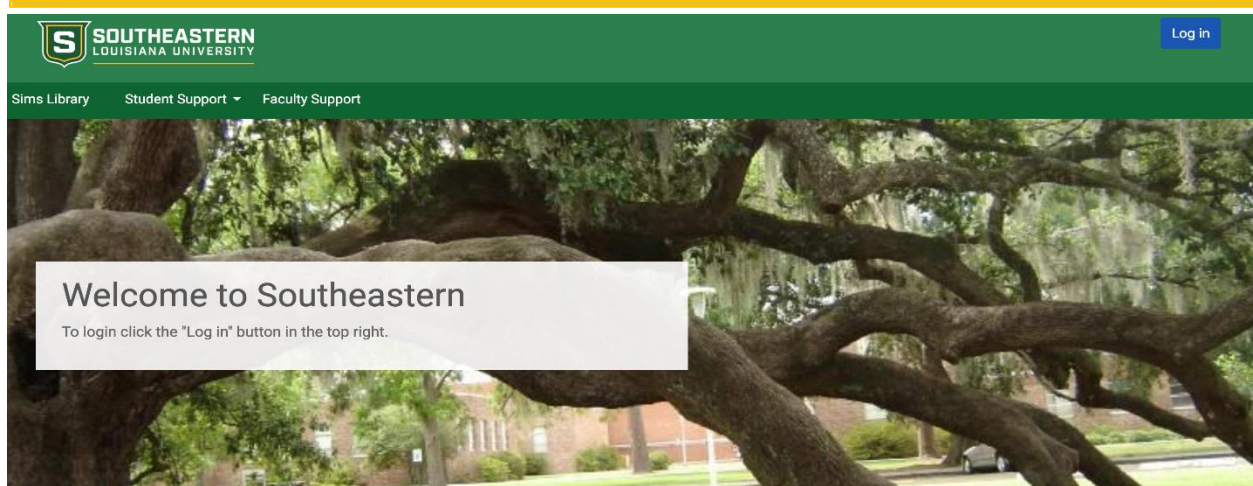 S SOUTHEASTERN
LOUISIANA UNIVERSITY
Log in
Sims Library Student Support Faculty Support
Welcome to Southeastern
To login click the "Log in" button in the top right.